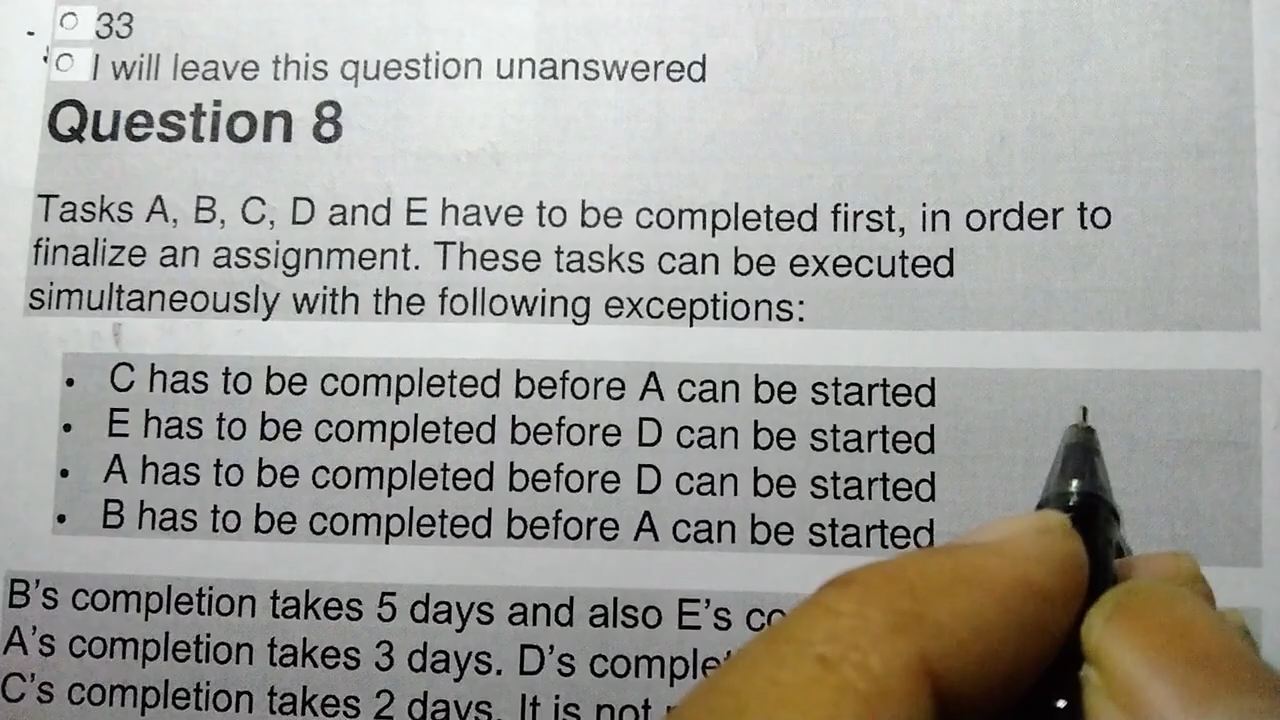 33
I will leave this question unanswered
Question 8
Tasks A, B, C, D and E have to be completed first, in order to
finalize an assignment. These tasks can be executed
simultaneously with the following exceptions:
• C has to be completed before A can be started
• E has to be completed before D can be started
• A has to be completed before D can be started
• B has to be completed before A can be started
B's completion takes 5 days and also E's
A's completion takes 3 days. D's
C's completion takes 2 days. It is not